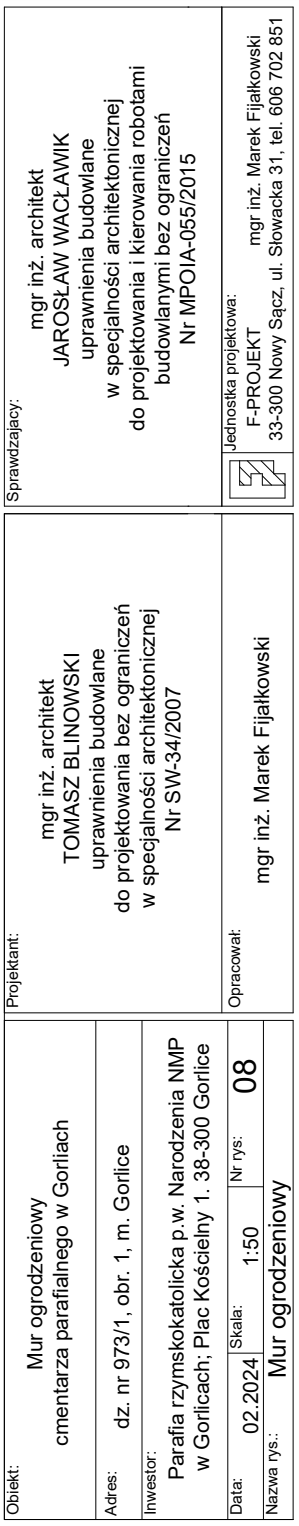 Obiekt:
Mur ogrodzeniowy
cmentarza parafialnego w Gorliach
Adres:
dz. nr 973/1, obr. 1, m. Gorlice
Inwestor:
Parafia rzymskokatolicka p.w. Narodzenia NMP
w Gorlicach; Plac Kościelny 1. 38-300 Gorlice
Data: 02.2024 Skala: 1:50 Nr rys: 08
Nazwa rys.: Mur ogrodzeniowy
Projektant:
mgr inż. architekt
TOMASZ BLINOWSKI
uprawnienia budowlane
do projektowania bez ograniczeń
w specjalności architektonicznej
Nr SW-34/2007
Opracował:
mgr inż. Marek Fijałkowski
Sprawdzajacy:
mgr inż. architekt
JAROSŁAW WACŁAWIK
uprawnienia budowlane
w specjalności architektonicznej
do projektowania i kierowania robotami
budowlanymi bez ograniczeń
Nr MPOIA-055/2015
Jednostka projektowa:
F-PROJEKT mgr inż. Marek Fijałkowski
33-300 Nowy Sącz, ul. Słowacka 31, tel. 606 702 851